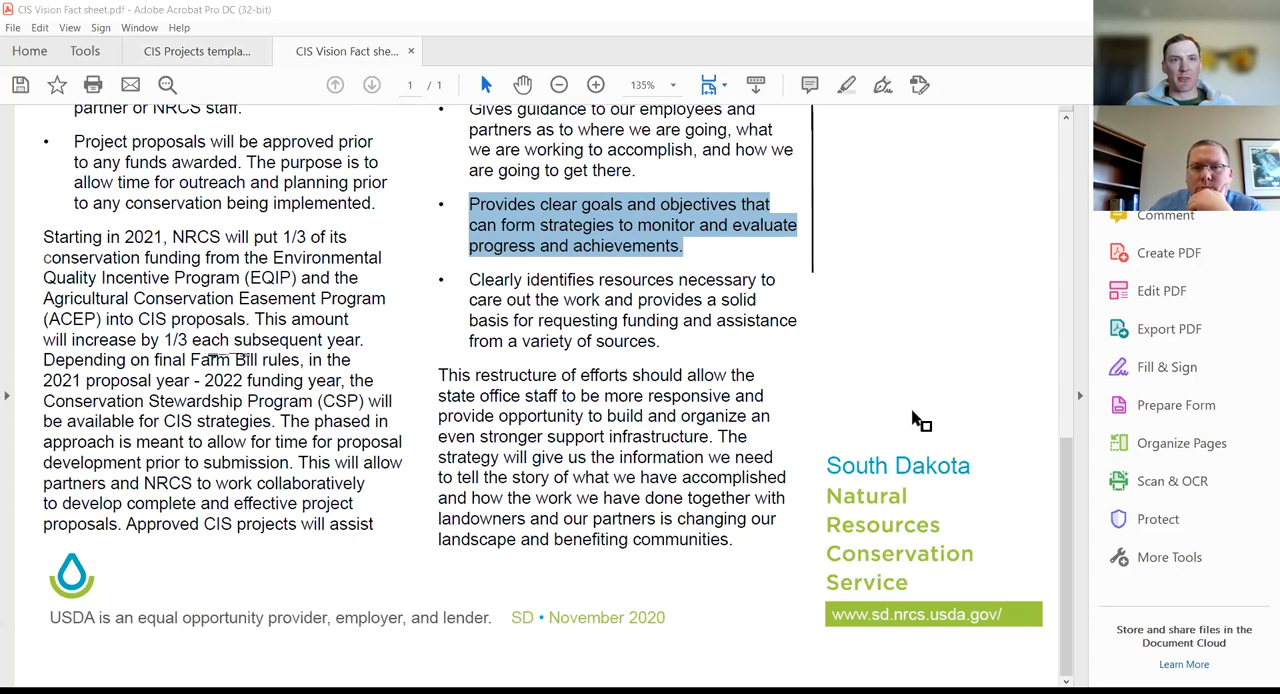 CIS Vision Fact sheet.pdf - Adobe Acrobat Pro DC (32-bit)
File Edit View Sign Window Help
Home Tools CIS Projects templa... CIS Vision Fact she... ×
1 / 1 135%
partner or NRCS staff.
• Project proposals will be approved prior
to any funds awarded. The purpose is to
allow time for outreach and planning prior
to any conservation being implemented.
Starting in 2021, NRCS will put 1/3 of its
conservation funding from the Environmental
Quality Incentive Program (EQIP) and the
Agricultural Conservation Easement Program
(ACEP) into CIS proposals. This amount
will increase by 1/3 each subsequent year.
Depending on final Farm Bill rules, in the
2021 proposal year - 2022 funding year, the
Conservation Stewardship Program (CSP) will
be available for CIS strategies. The phased in
approach is meant to allow for time for proposal
development prior to submission. This will allow
partners and NRCS to work collaboratively
to develop complete and effective project
proposals. Approved CIS projects will assist
• Gives guidance to our employees and
partners as to where we are going, what
we are working to accomplish, and how we
are going to get there.
• Provides clear goals and objectives that
can form strategies to monitor and evaluate
progress and achievements.
• Clearly identifies resources necessary to
care out the work and provides a solid
basis for requesting funding and assistance
from a variety of sources.
This restructure of efforts should allow the
state office staff to be more responsive and
provide opportunity to build and organize an
even stronger support infrastructure. The
strategy will give us the information we need
to tell the story of what we have accomplished
and how the work we have done together with
landowners and our partners is changing our
landscape and benefiting communities.
South Dakota
Natural
Resources
Conservation
Service
www.sd.nrcs.usda.gov/
USDA is an equal opportunity provider, employer, and lender. SD • November 2020
Comment
Create PDF
Edit PDF
Export PDF
Fill & Sign
Prepare Form
Organize Pages
Scan & OCR
Protect
More Tools
Store and share files in the
Document Cloud
Learn More